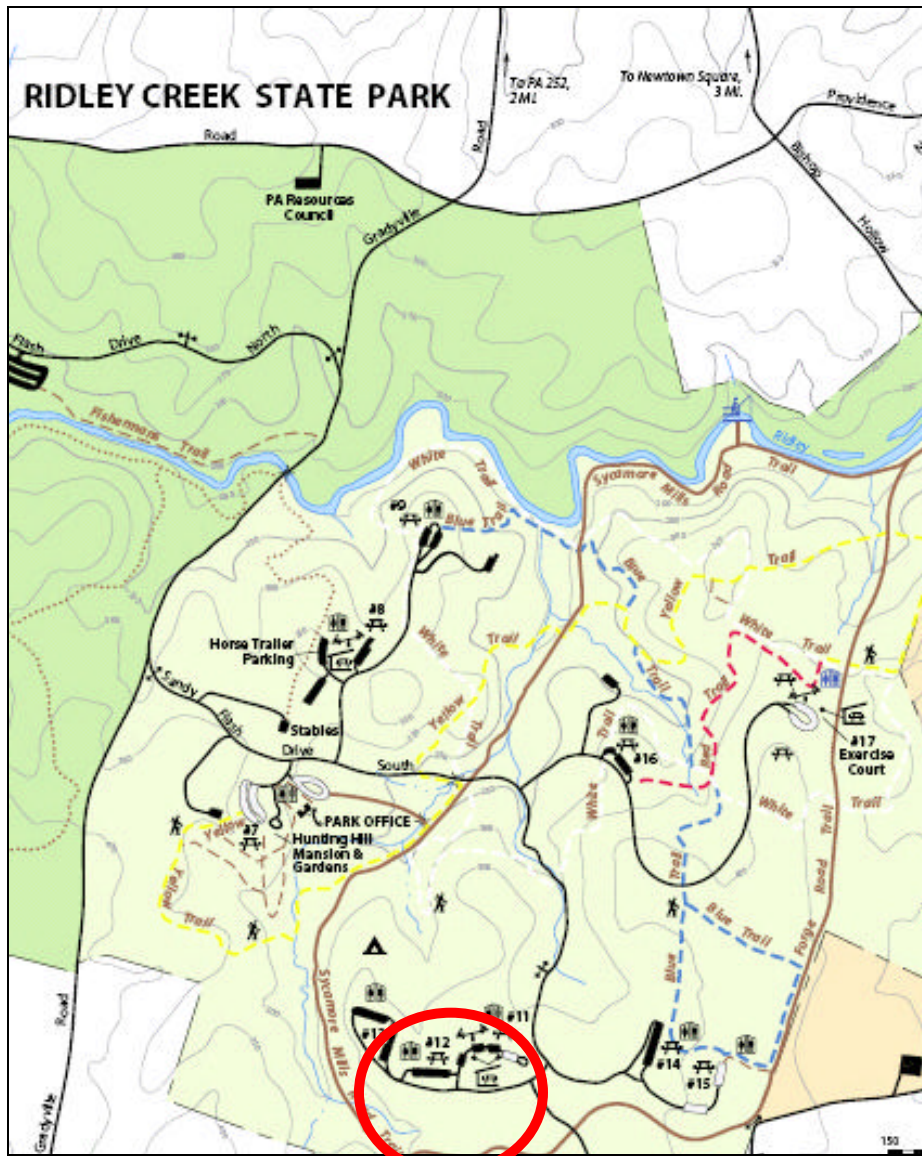 RIDLEY CREEK STATE PARK
To PA 252,
2 MI.
To Newtown Square,
3 MI.
Providence
Road
Road
PA Resources
Council
Gradyville
Bishop
Hollow
Flash
Drive
North
Fishermans Trail
White
Trail
Sycamore Mills
Road
Trail
Ridley
#9
Blue Trail
Blue
Yellow
Trail
#8
Horse Trailer
Parking
White
Trail
White
Trail
Trail
Sandy
Yellow
Trail
Trail
Red
Stables
Flash
Drive
South
Trail
#16
#17
Exercise
Court
White
White
Trail
Trail
PARK OFFICE
Hunting Hill
Mansion &
Gardens
Yellow
#7
Yellow
Trail
Trail
Blue
Trail
Blue
Road
Forge
Sycamore Mills
Road
#11
#12
#14
#15
Trail
Gradyville
150